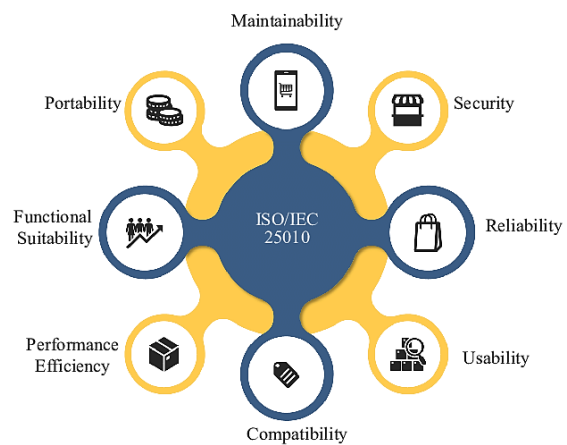 Maintainability
Portability
Security
Functional
Suitability
ISO/IEC
25010
Reliability
Performance
Efficiency
Usability
Compatibility